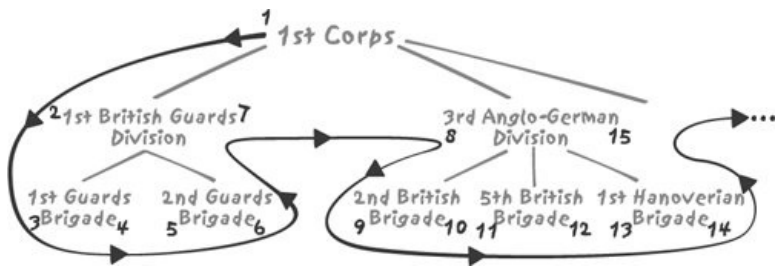 1
1st Corps
2 1st British Guards 7 3rd Anglo-German
Division 8 Division 15 ...
1st Guards 2nd Guards 2nd British 5th British 1st Hanoverian
3 Brigade 4 5 Brigade 6 9 Brigade 10 11 Brigade 12 13 Brigade 14